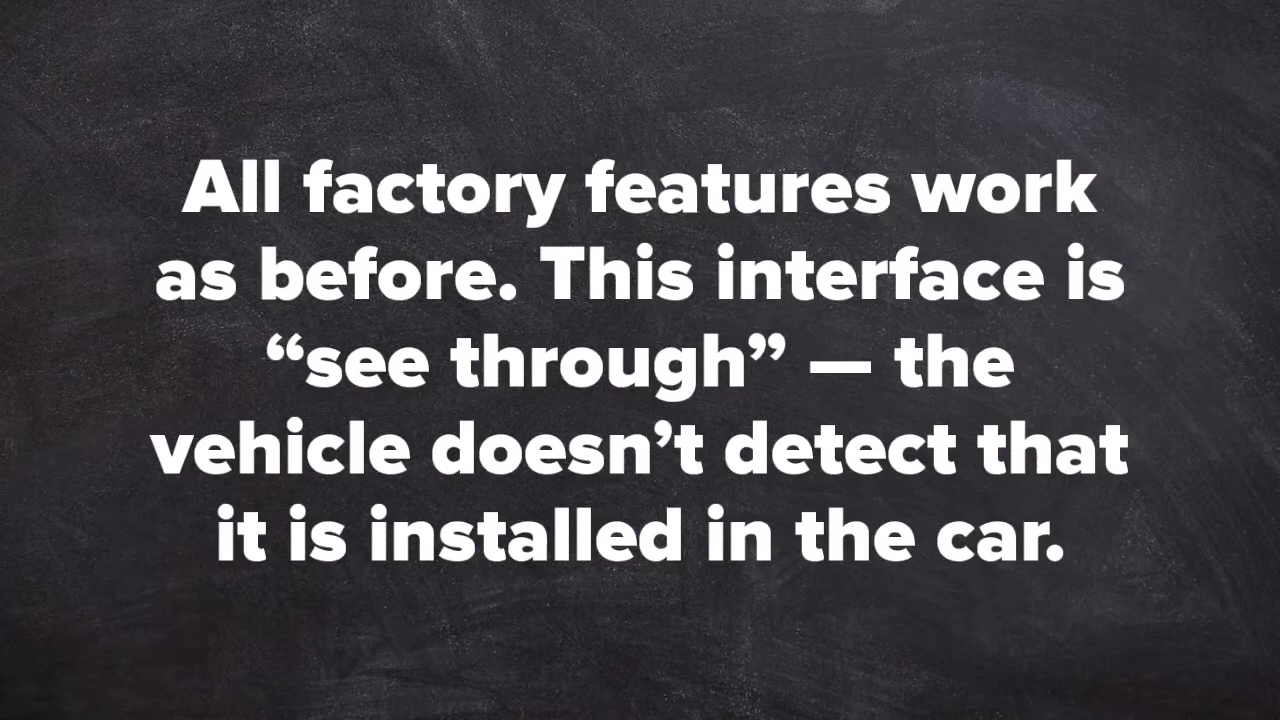 All factory features work
as before. This interface is
“see through” — the
vehicle doesn’t detect that
it is installed in the car.